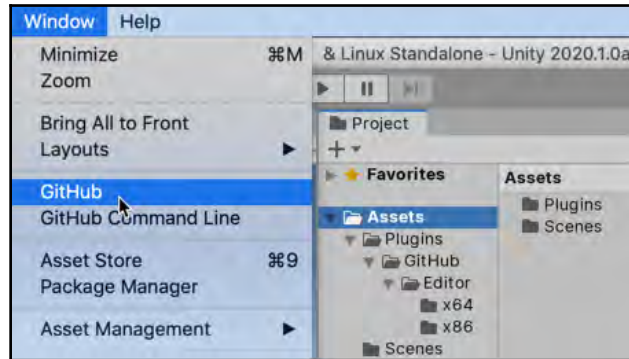 Window Help
Minimize ⌘M
Zoom
Bring All to Front
Layouts
GitHub
GitHub Command Line
Asset Store ⌘9
Package Manager
Asset Management
& Linux Standalone - Unity 2020.1.0a
Project
Favorites
Assets
Plugins
GitHub
Editor
x64
x86
Scenes
Assets
Plugins
Scenes